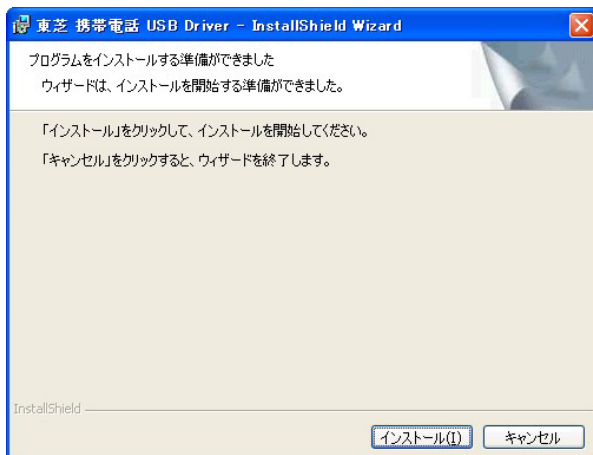 東芝 携帯電話 USB Driver - InstallShield Wizard
プログラムをインストールする準備ができました
ウィザードは、インストールを開始する準備ができました。
「インストール」をクリックして、インストールを開始してください。
「キャンセル」をクリックすると、ウィザードを終了します。
InstallShield
インストール(I)
キャンセル